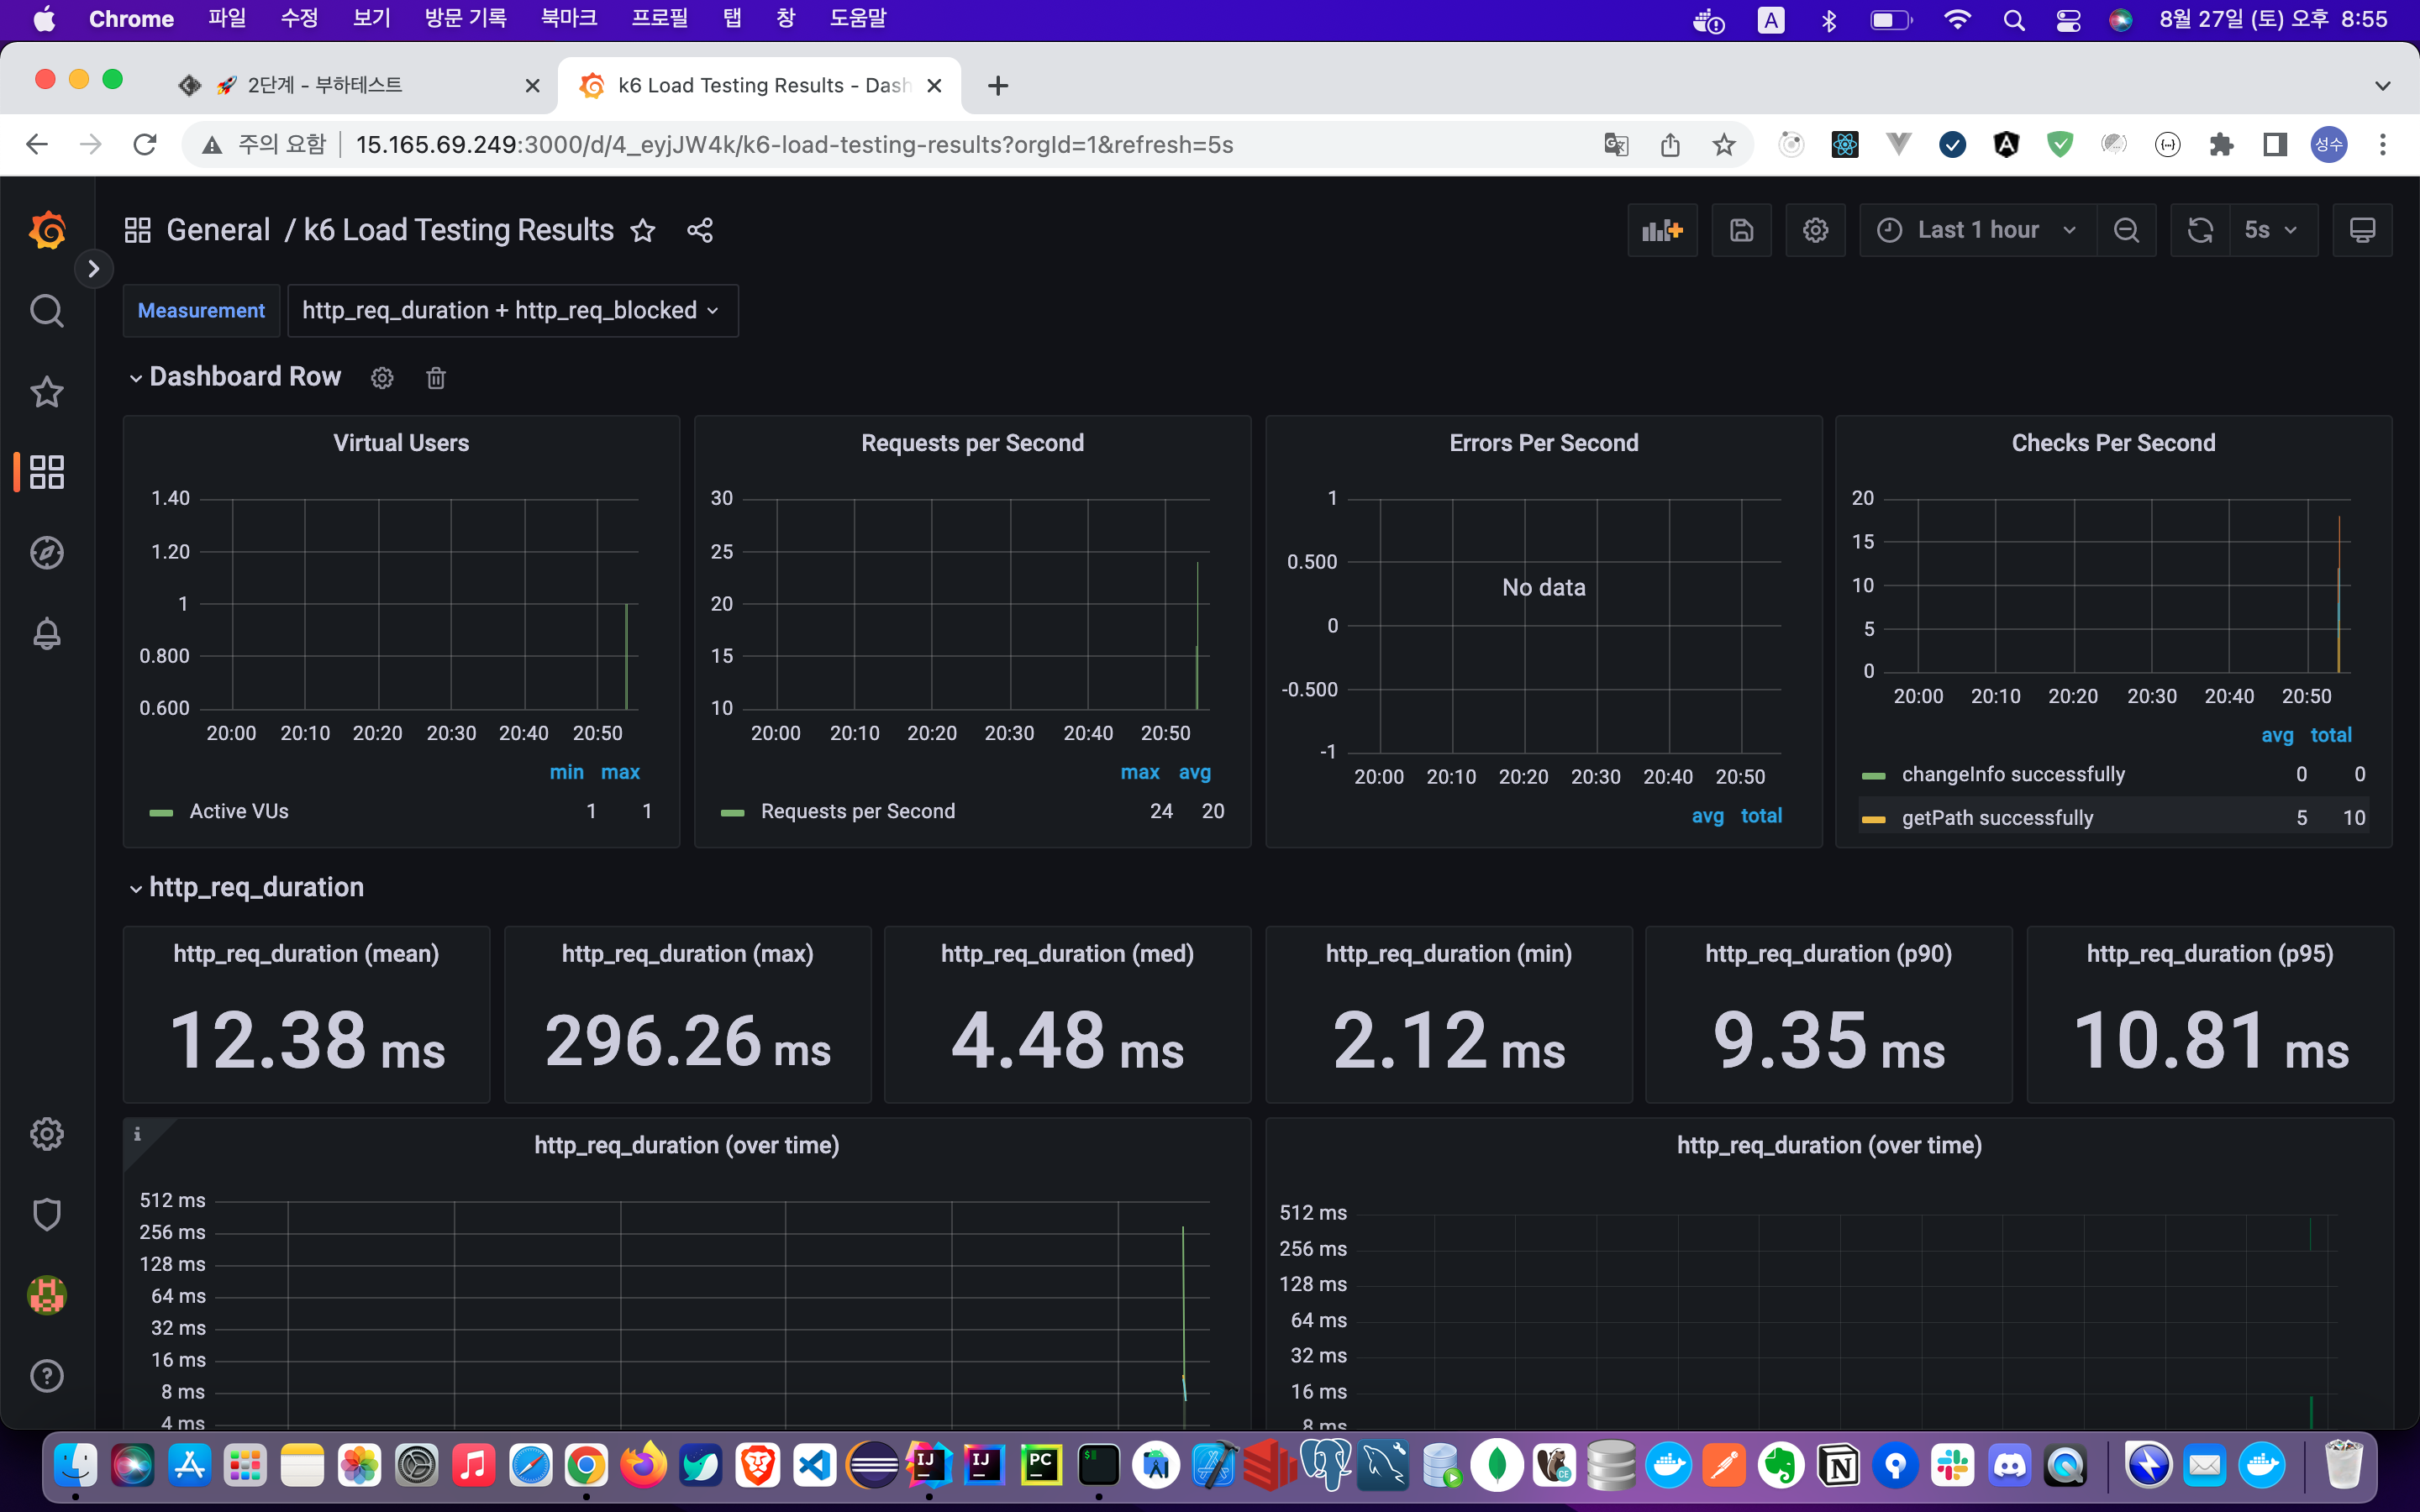 Chrome 파일 수정 보기 방문 기록 북마크 프로필 탭 창 도움말 A 8월 27일 (토) 오후 8:55
🚀 2단계 - 부하테스트 k6 Load Testing Results - Dash
주의 요함 15.165.69.249:3000/d/4_eyjJW4k/k6-load-testing-results?orgId=1&refresh=5s 성수
General / k6 Load Testing Results Last 1 hour 5s
Measurement http_req_duration + http_req_blocked
Dashboard Row
Virtual Users
1.40
1.20
1
0.800
0.600
20:00 20:10 20:20 20:30 20:40 20:50
min max
Active VUs 1 1
Requests per Second
30
25
20
15
10
20:00 20:10 20:20 20:30 20:40 20:50
max avg
Requests per Second 24 20
Errors Per Second
1
0.500
0
-0.500
-1
No data
20:00 20:10 20:20 20:30 20:40 20:50
avg total
Checks Per Second
20
15
10
5
0
20:00 20:10 20:20 20:30 20:40 20:50
avg total
changeInfo successfully 0 0
getPath successfully 5 10
http_req_duration
http_req_duration (mean)
12.38 ms
http_req_duration (max)
296.26 ms
http_req_duration (med)
4.48 ms
http_req_duration (min)
2.12 ms
http_req_duration (p90)
9.35 ms
http_req_duration (p95)
10.81 ms
http_req_duration (over time)
512 ms
256 ms
128 ms
64 ms
32 ms
16 ms
8 ms
4 ms
http_req_duration (over time)
512 ms
256 ms
128 ms
64 ms
32 ms
16 ms
8 ms
IJ IJ PC CE N